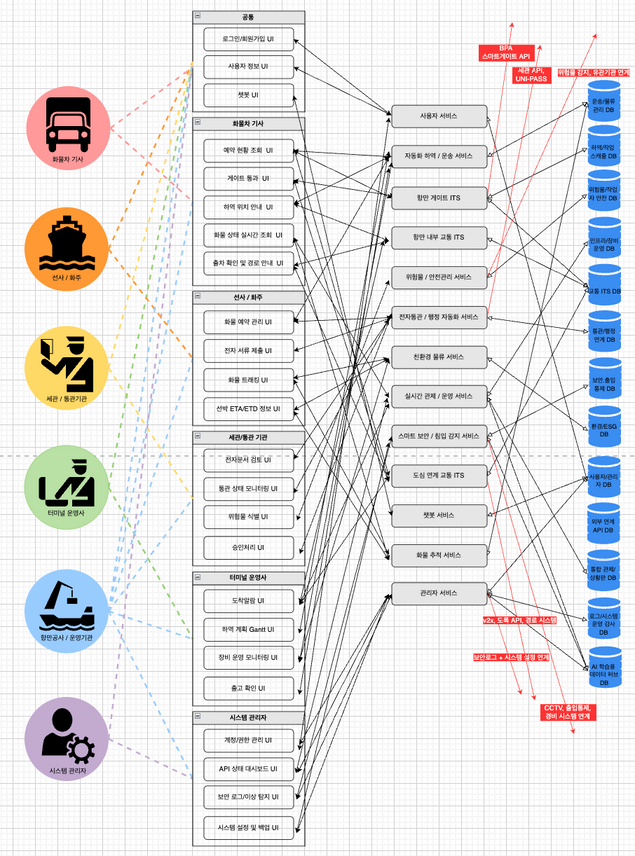 공통
로그인/회원가입 UI
사용자 정보 UI
챗봇 UI
화물차 기사
예약 현황 조회 UI
게이트 통과 UI
하역 위치 안내 UI
화물 상태 실시간 조회 UI
출차 확인 및 경로 안내 UI
선사 / 화주
화물 예약 관리 UI
전자 서류 제출 UI
화물 트래킹 UI
선박 ETA/ETD 정보 UI
세관/통관 기관
전자문서 검토 UI
통관 상태 모니터링 UI
위험물 식별 UI
승인처리 UI
터미널 운영사
도착알람 UI
하역 계획 Gantt UI
장비 운영 모니터링 UI
출고 확인 UI
시스템 관리자
계정/권한 관리 UI
API 상태 대시보드 UI
보안 로그/이상 탐지 UI
시스템 설정 및 백업 UI
화물차 기사
선사 / 화주
세관 / 통관기관
터미널 운영사
항만공사 / 운영기관
시스템 관리자
사용자 서비스
자동화 하역 / 운송 서비스
항만 게이트 ITS
항만 내부 교통 ITS
위험물 / 안전관리 서비스
전자통관 / 행정 자동화 서비스
친환경 물류 서비스
실시간 관제 / 운영 서비스
스마트 보안 / 침입 감지 서비스
도심 연계 교통 ITS
챗봇 서비스
화물 추적 서비스
관리자 서비스
BPA
스마트게이트 API
세관 API,
UNI-PASS
위험물 감지, 유관기관 연계
v2x, 도록 API, 경로 시스템
보안로그 + 시스템 설정 연계
CCTV, 출입통제,
경비 시스템 연계
운송/물류
관리 DB
하역/작업
스케줄 DB
위험물/작업
자 안전 DB
인프라/장비
운영 DB
교통 ITS DB
통관/행정
연계 DB
보안,출입
통제 DB
환경/ESG
DB
사용자/관리
자 DB
외부 연계
API DB
통합 관제/
상황판 DB
로그/시스템
운영 감사
DB
AI 학습용
데이터 허브
DB